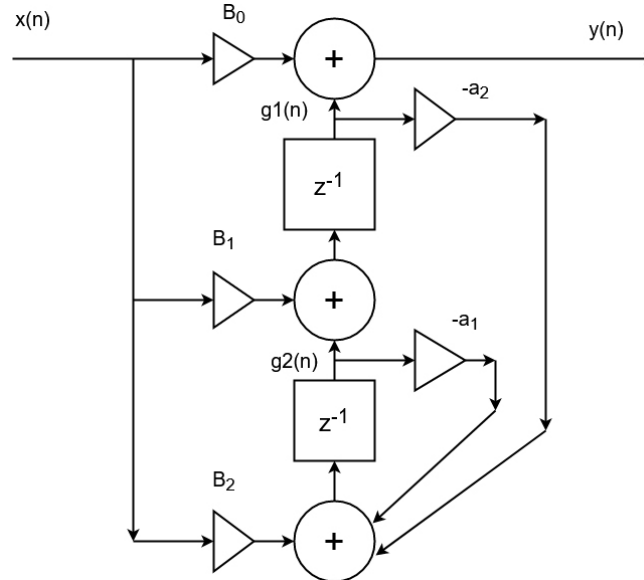 x(n)
B₀
y(n)
+
g1(n)
-a₂
z⁻¹
B₁
+
-a₁
g2(n)
z⁻¹
B₂
+